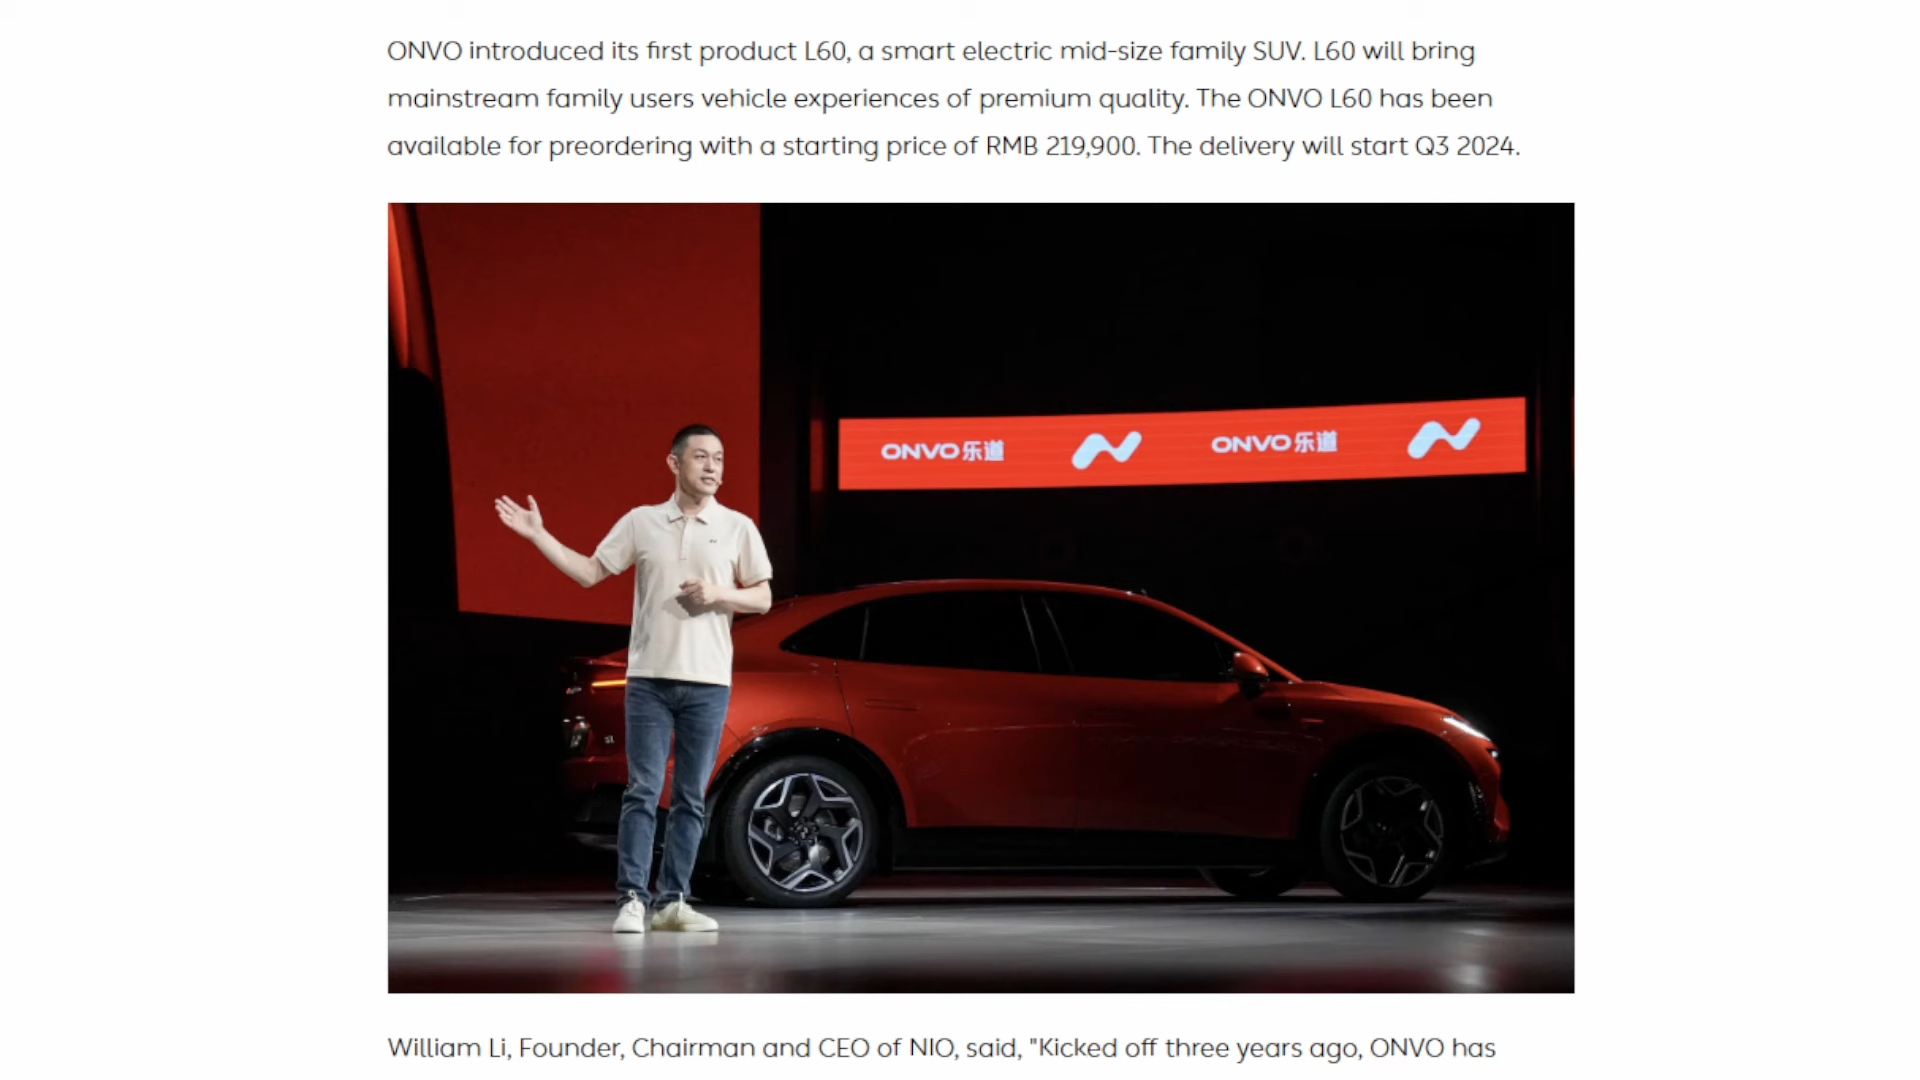 ONVO introduced its first product L60, a smart electric mid-size family SUV. L60 will bring
mainstream family users vehicle experiences of premium quality. The ONVO L60 has been
available for preordering with a starting price of RMB 219,900. The delivery will start Q3 2024.
ONVO乐道 ONVO乐道
William Li, Founder, Chairman and CEO of NIO, said, "Kicked off three years ago, ONVO has